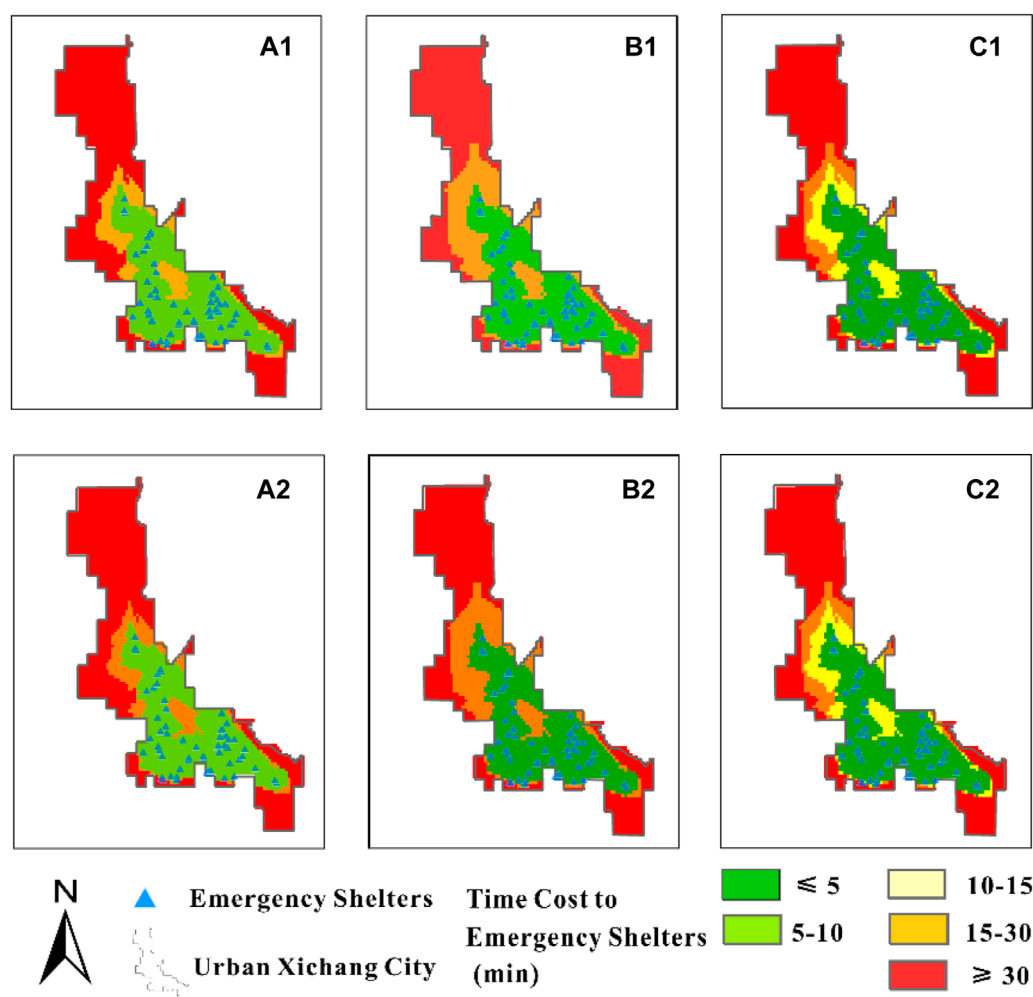 A1
B1
C1
A2
B2
C2
N
Emergency Shelters
Urban Xichang City
Time Cost to
Emergency Shelters
(min)
⩽ 5
5-10
10-15
15-30
⩾ 30